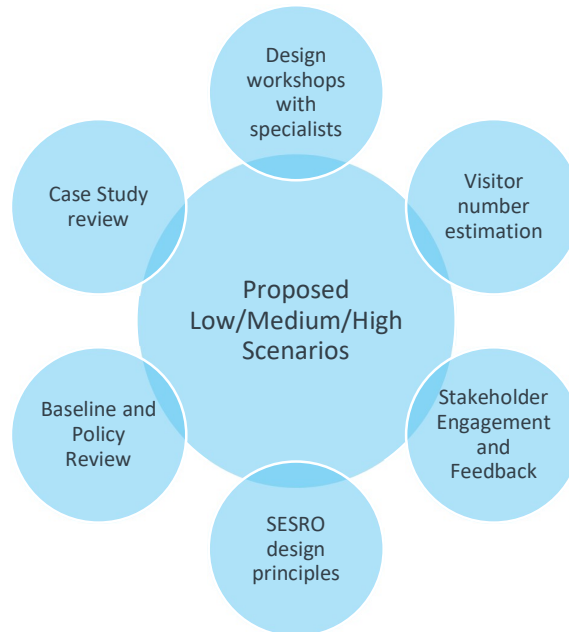 Design
workshops
with
specialists
Case Study
review
Visitor
number
estimation
Proposed
Low/Medium/High
Scenarios
Baseline and
Policy
Review
Stakeholder
Engagement
and
Feedback
SESRO
design
principles